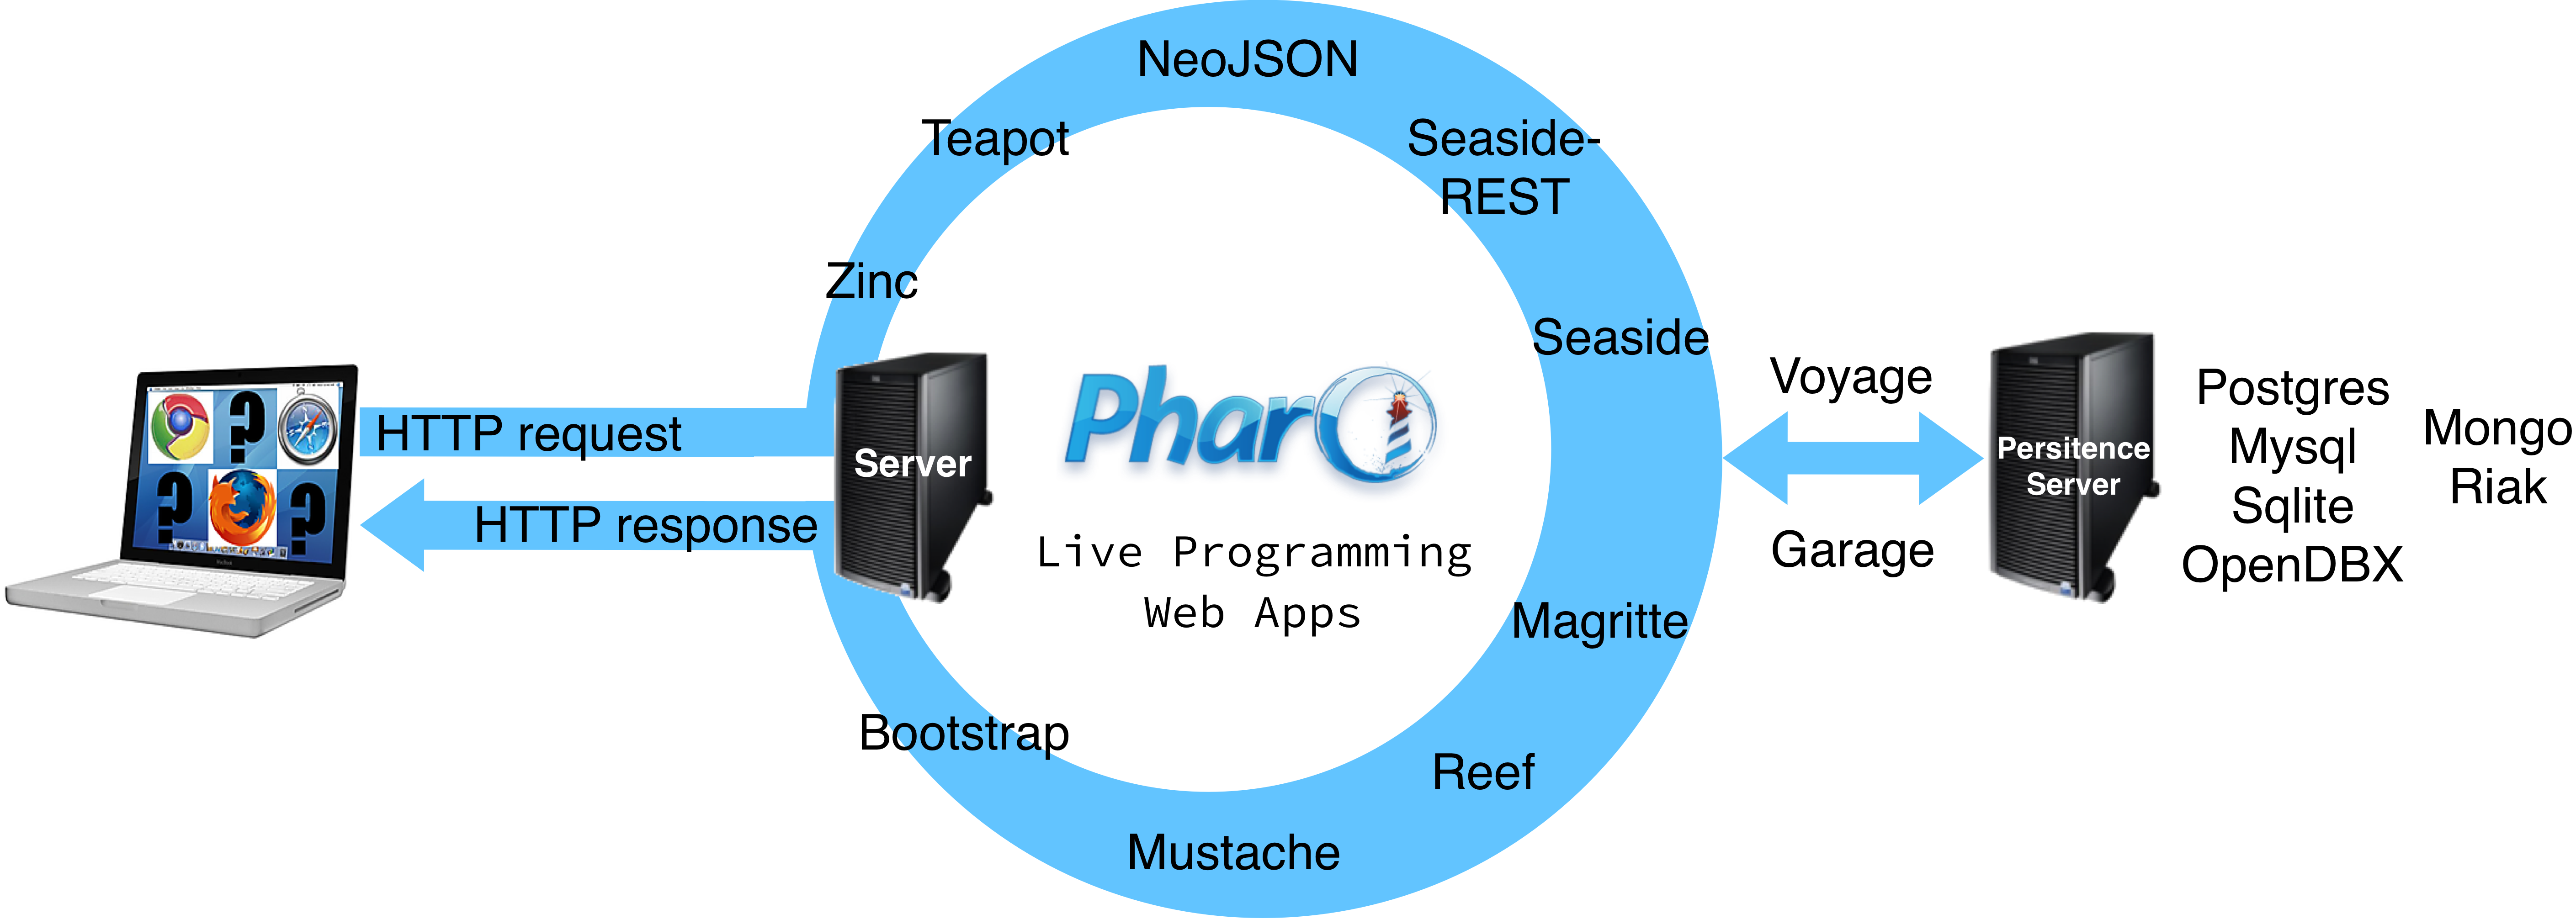 NeoJSON
Teapot
Seaside-
REST
Zinc
Seaside
HTTP request
HTTP response
Server
Pharo
Live Programming
Web Apps
Voyage
Garage
Persitence
Server
Postgres
Mysql
Sqlite
OpenDBX
Mongo
Riak
Magritte
Bootstrap
Reef
Mustache